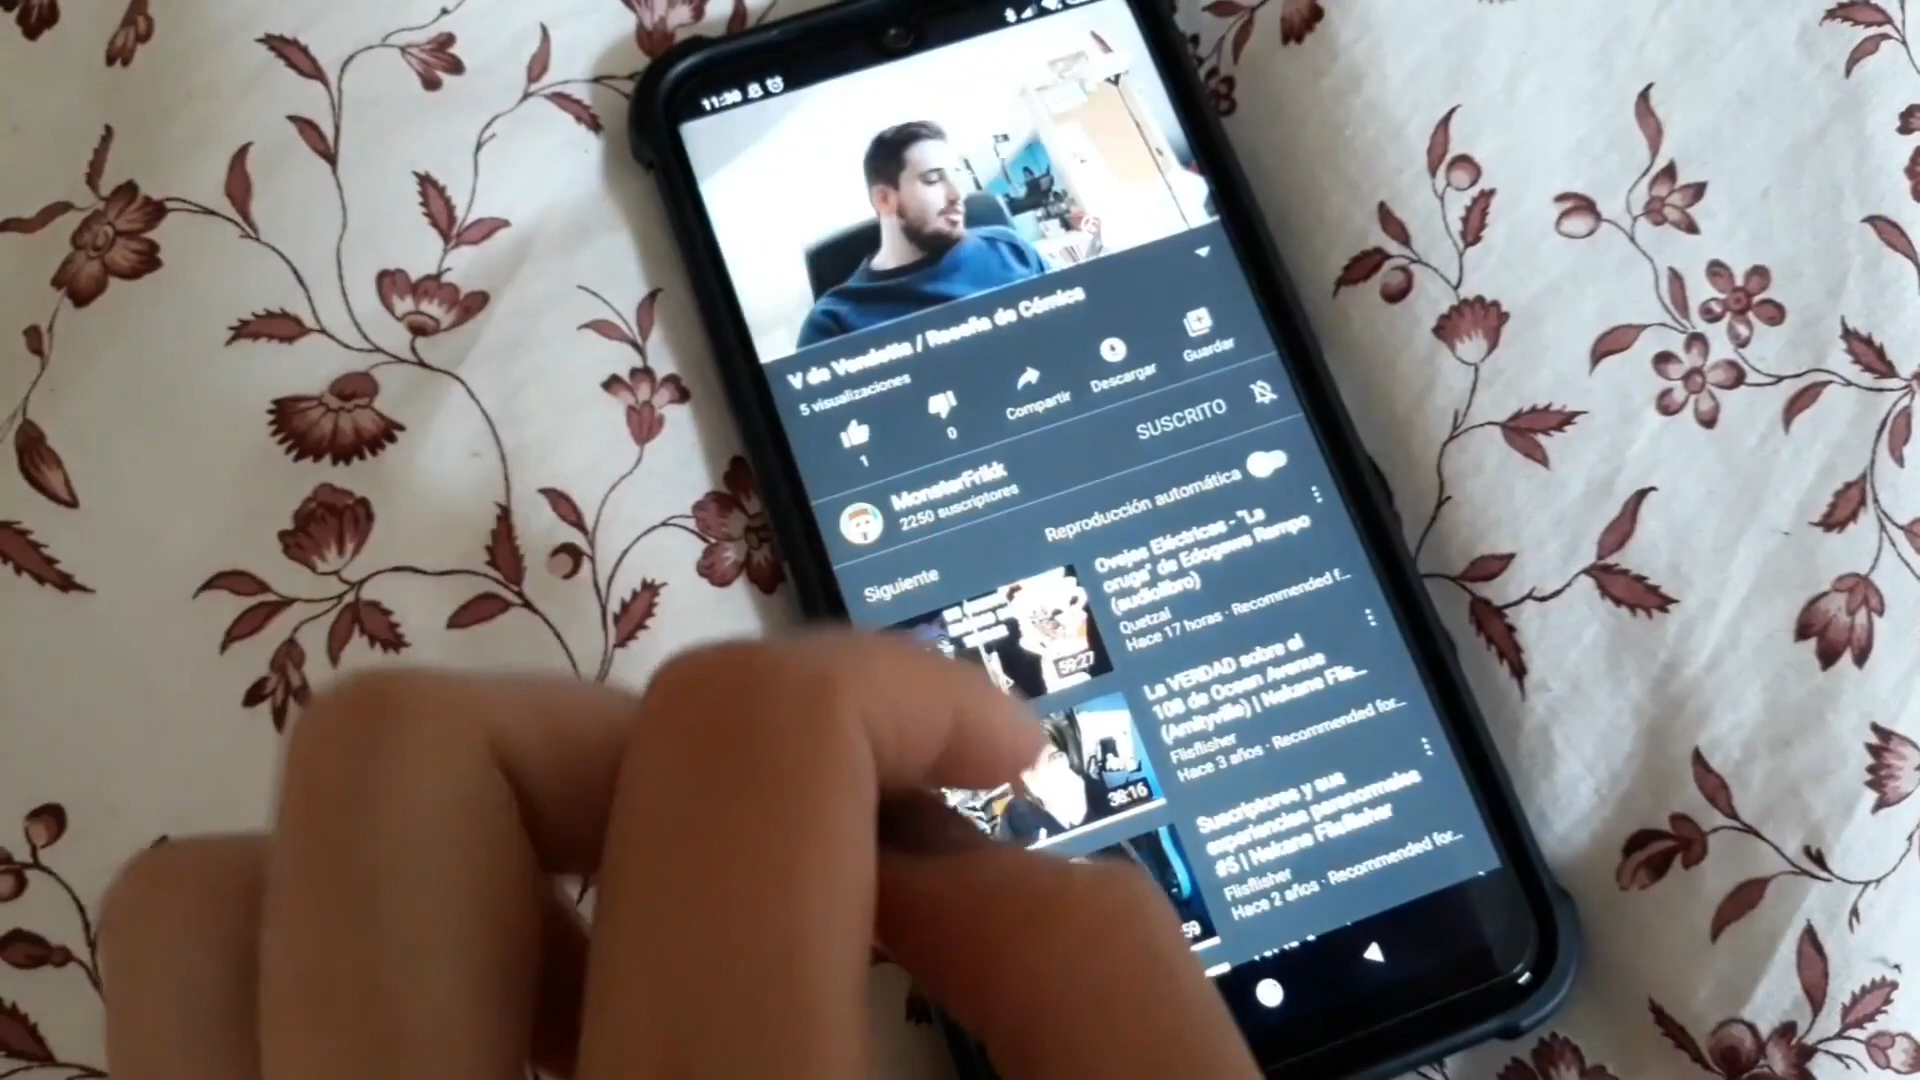 11:30
V de Vendetta / Reseña de Cómics
5 visualizaciones
1
0
Compartir
Descargar
Guardar
MonsterFrikk
2250 suscriptores
SUSCRITO
Reproducción automática
Siguiente
Ovejas Eléctricas - "La
oruga" de Edogawa Rampo
(audiolibro)
Quetzal
Hace 17 horas · Recommended f...
59:27
La VERDAD sobre el
108 de Ocean Avenue
(Amityville) | Nekane Flis...
Flisflisher
Hace 3 años · Recommended for...
38:16
Suscriptores y sus
experiencias paranormales
#5 | Nekane Flisflisher
Flisflisher
Hace 2 años · Recommended for...
:59